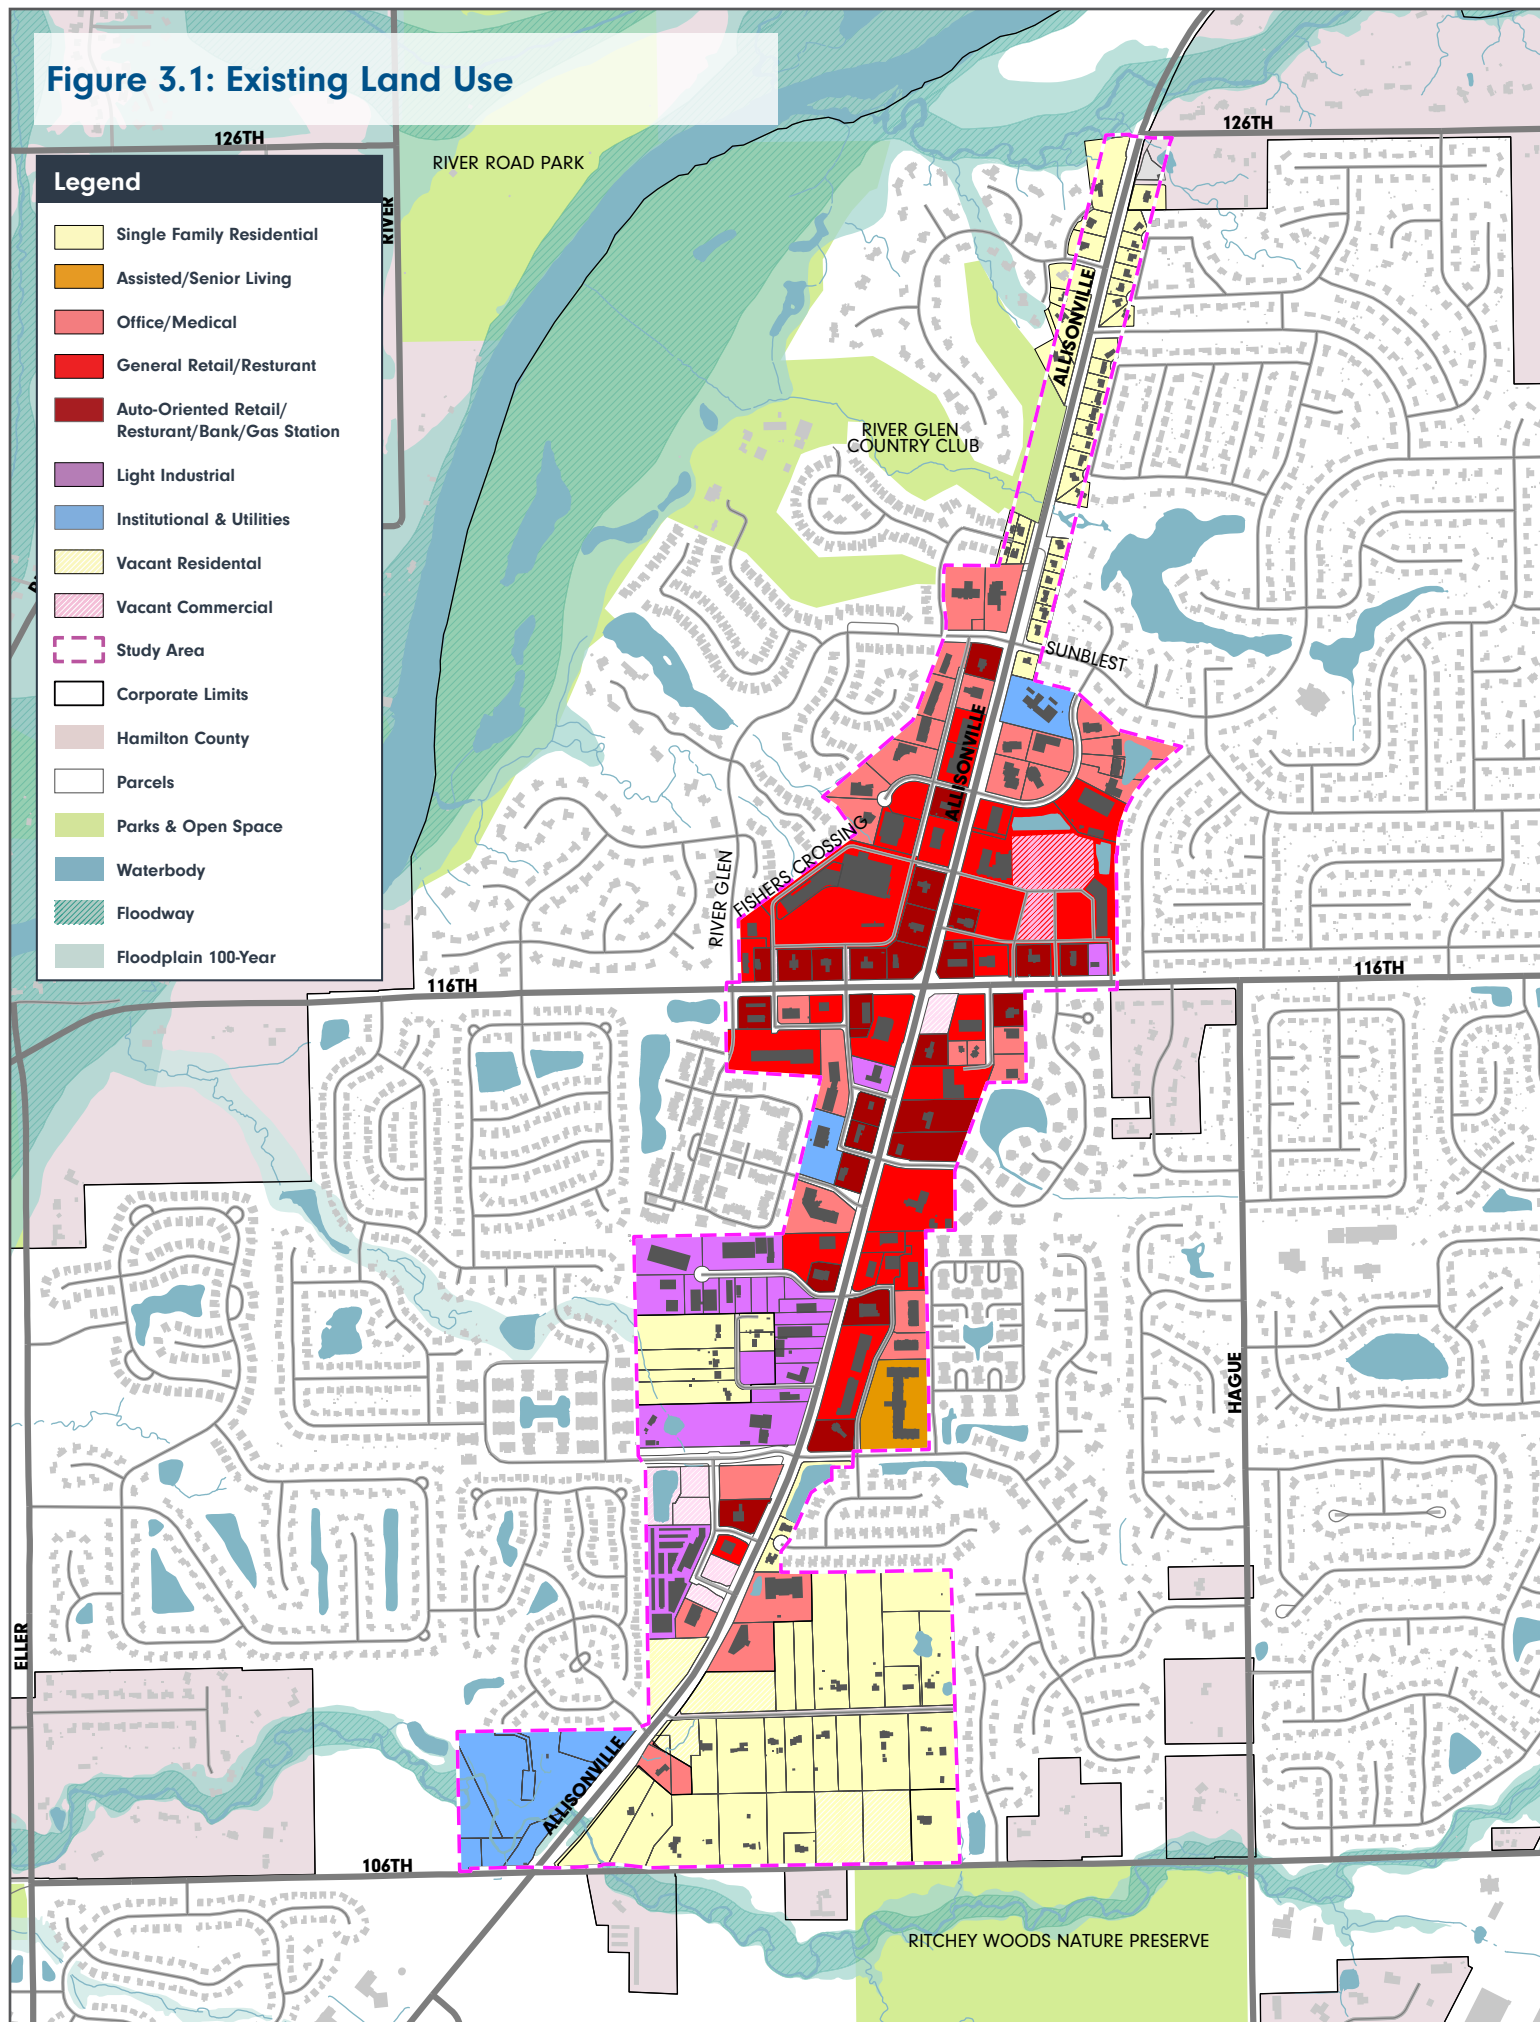 Figure 3.1: Existing Land Use
126TH
126TH
RIVER ROAD PARK
Legend
RIVER
Single Family Residential
Assisted/Senior Living
Office/Medical
General Retail/Resturant
Auto-Oriented Retail/
Resturant/Bank/Gas Station
Light Industrial
Institutional & Utilities
Vacant Residental
Vacant Commercial
Study Area
Corporate Limits
Hamilton County
Parcels
Parks & Open Space
Waterbody
Floodway
Floodplain 100-Year
ALLISONVILLE
RIVER GLEN
COUNTRY CLUB
SUNBLEST
ALLISONVILLE
FISHERS CROSSING
RIVER GLEN
116TH
116TH
HAGUE
ELLER
ALLISONVILLE
106TH
RITCHEY WOODS NATURE PRESERVE